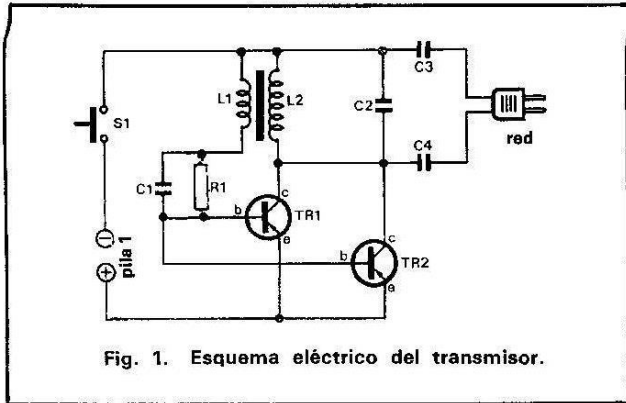 C3
L1
L2
C2
S1
red
C4
C1
R1
c
b
TR1
e
pila 1
c
b
TR2
e
Fig. 1. Esquema eléctrico del transmisor.